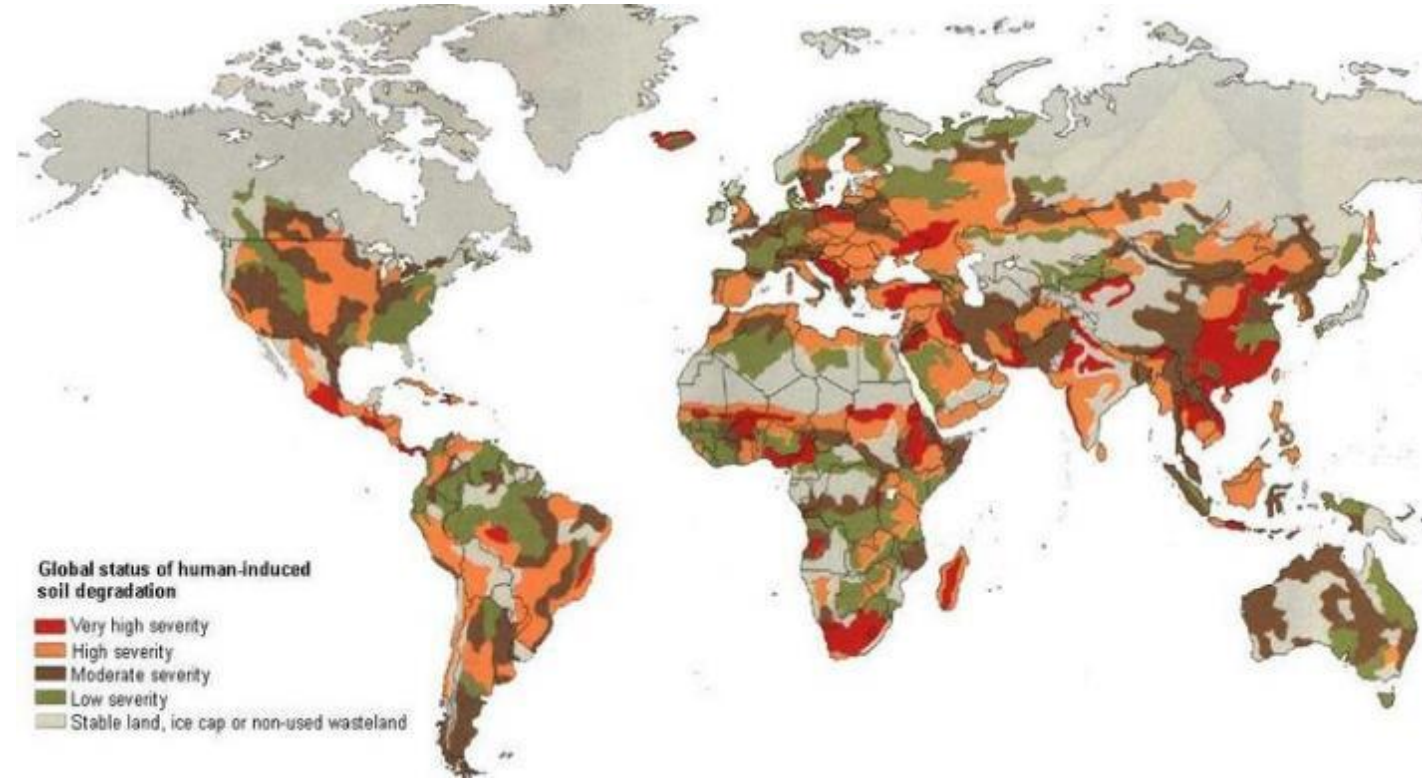 Global status of human-induced
soil degradation
Very high severity
High severity
Moderate severity
Low severity
Stable land, ice cap or non-used wasteland